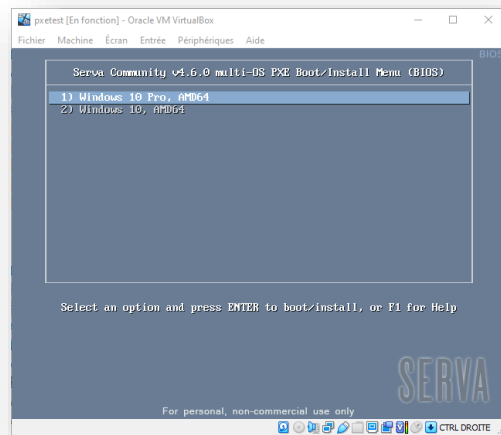 pxetest [En fonction] - Oracle VM VirtualBox
Fichier Machine Écran Entrée Périphériques Aide
BIOS
Serva Community v4.6.0 multi-OS PXE Boot/Install Menu (BIOS)
1) Windows 10 Pro, AMD64
2) Windows 10, AMD64
Select an option and press ENTER to boot/install, or F1 for Help
SERVA
For personal, non-commercial use only
CTRL DROITE